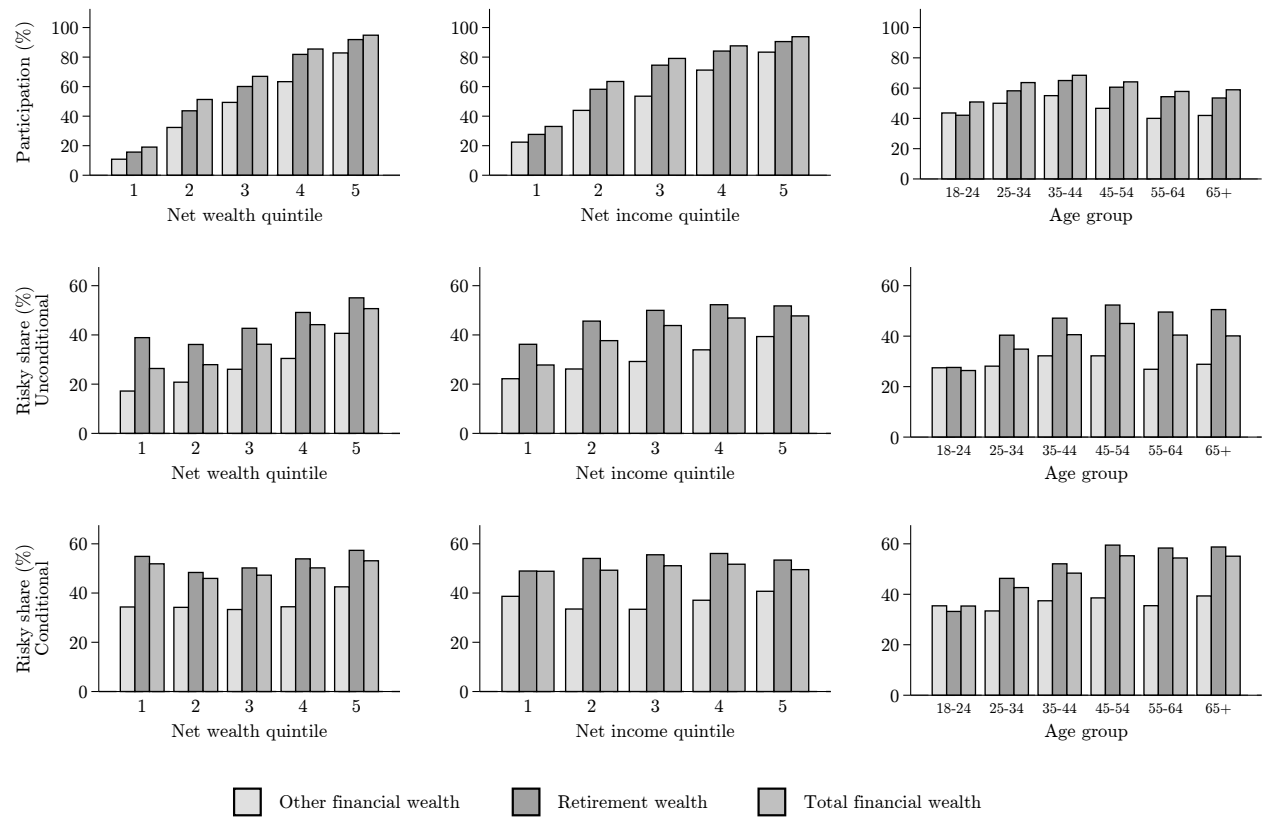 Participation (%)
100
80
60
40
20
0
1 2 3 4 5
Net wealth quintile
100
80
60
40
20
0
1 2 3 4 5
Net income quintile
100
80
60
40
20
0
18-24 25-34 35-44 45-54 55-64 65+
Age group
Risky share (%)
Unconditional
60
40
20
0
1 2 3 4 5
Net wealth quintile
60
40
20
0
1 2 3 4 5
Net income quintile
60
40
20
0
18-24 25-34 35-44 45-54 55-64 65+
Age group
Risky share (%)
Conditional
60
40
20
0
1 2 3 4 5
Net wealth quintile
60
40
20
0
1 2 3 4 5
Net income quintile
60
40
20
0
18-24 25-34 35-44 45-54 55-64 65+
Age group
Other financial wealth Retirement wealth Total financial wealth